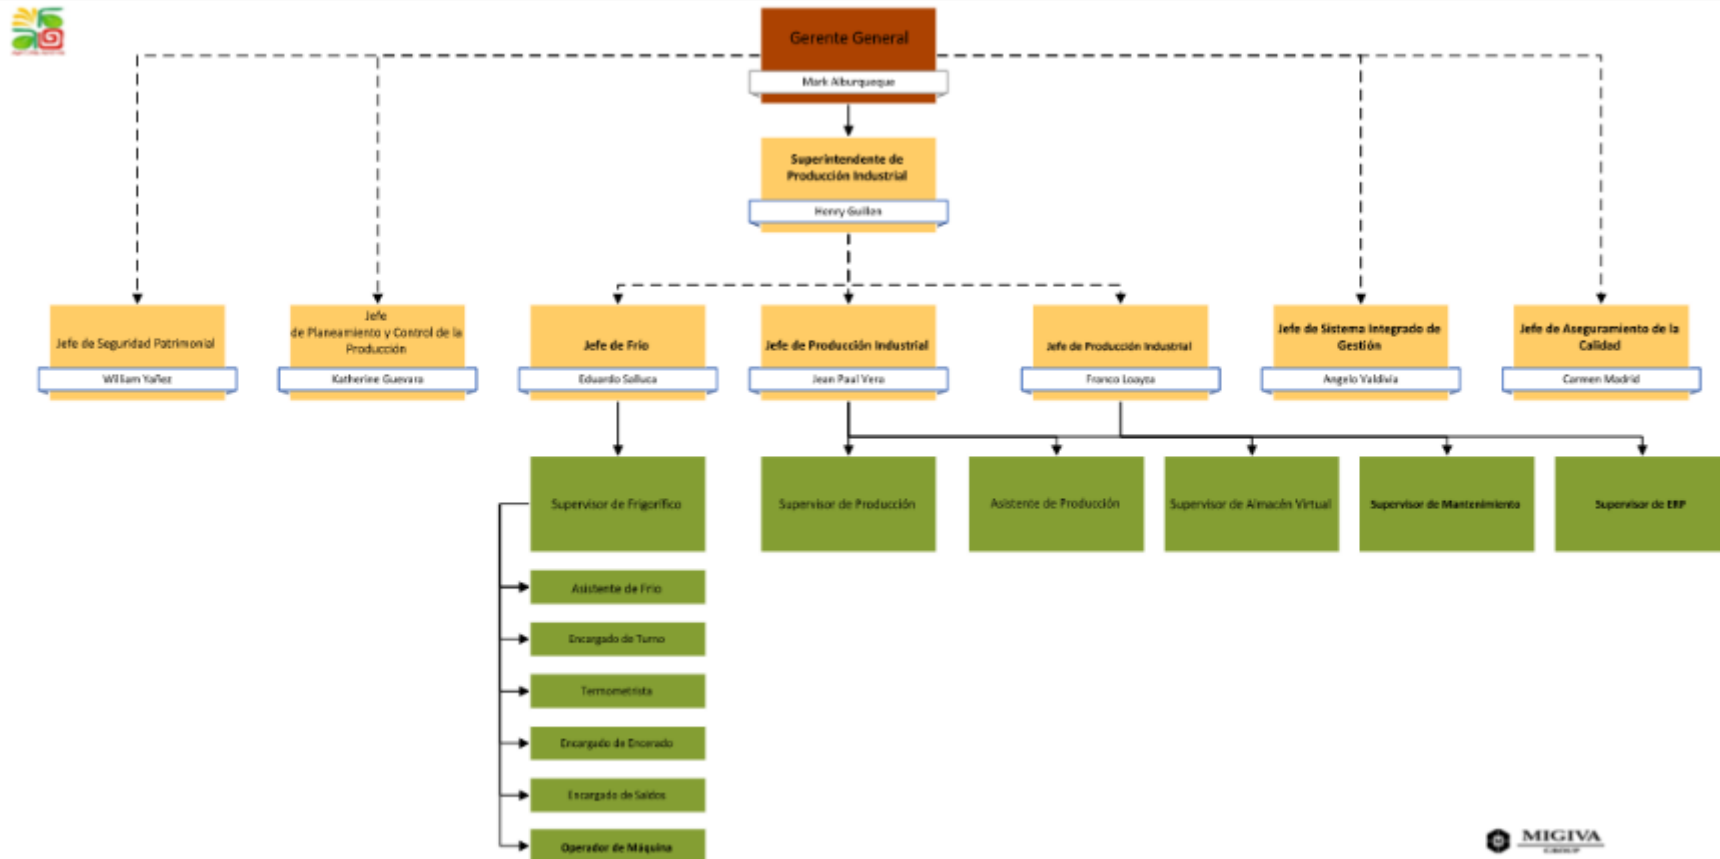 Gerente General
Mark Alburqueque
Superintendente de
Producción Industrial
Henry Guillen
Jefe de Seguridad Patrimonial
William Yañez
Jefe
de Planeamiento y Control de la
Producción
Katherine Guevara
Jefe de Frio
Eduardo Salluca
Jefe de Producción Industrial
Jean Paul Vera
Jefe de Producción Industrial
Franco Loayza
Jefe de Sistema Integrado de
Gestión
Angelo Valdivia
Jefe de Aseguramiento de la
Calidad
Carmen Madrid
Supervisor de Frigorífico
Supervisor de Producción
Asistente de Producción
Supervisor de Almacén Virtual
Supervisor de Mantenimiento
Supervisor de ERP
Asistente de Frio
Encargado de Turno
Termometrista
Encargado de Encerado
Encargado de Saldos
Operador de Máquina
MIGIVA
GROUP